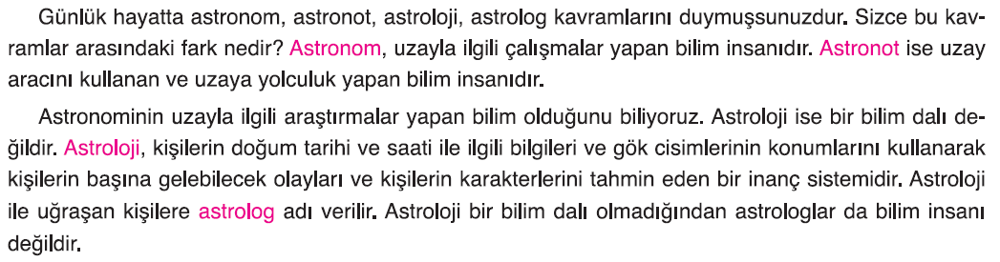 Günlük hayatta astronom, astronot, astroloji, astrolog kavramlarını duymuşsunuzdur. Sizce bu kav-
ramlar arasındaki fark nedir? Astronom, uzayla ilgili çalışmalar yapan bilim insanıdır. Astronot ise uzay
aracını kullanan ve uzaya yolculuk yapan bilim insanıdır.
Astronominin uzayla ilgili araştırmalar yapan bilim olduğunu biliyoruz. Astroloji ise bir bilim dalı de-
ğildir. Astroloji, kişilerin doğum tarihi ve saati ile ilgili bilgileri ve gök cisimlerinin konumlarını kullanarak
kişilerin başına gelebilecek olayları ve kişilerin karakterlerini tahmin eden bir inanç sistemidir. Astroloji
ile uğraşan kişilere astrolog adı verilir. Astroloji bir bilim dalı olmadığından astrologlar da bilim insanı
değildir.